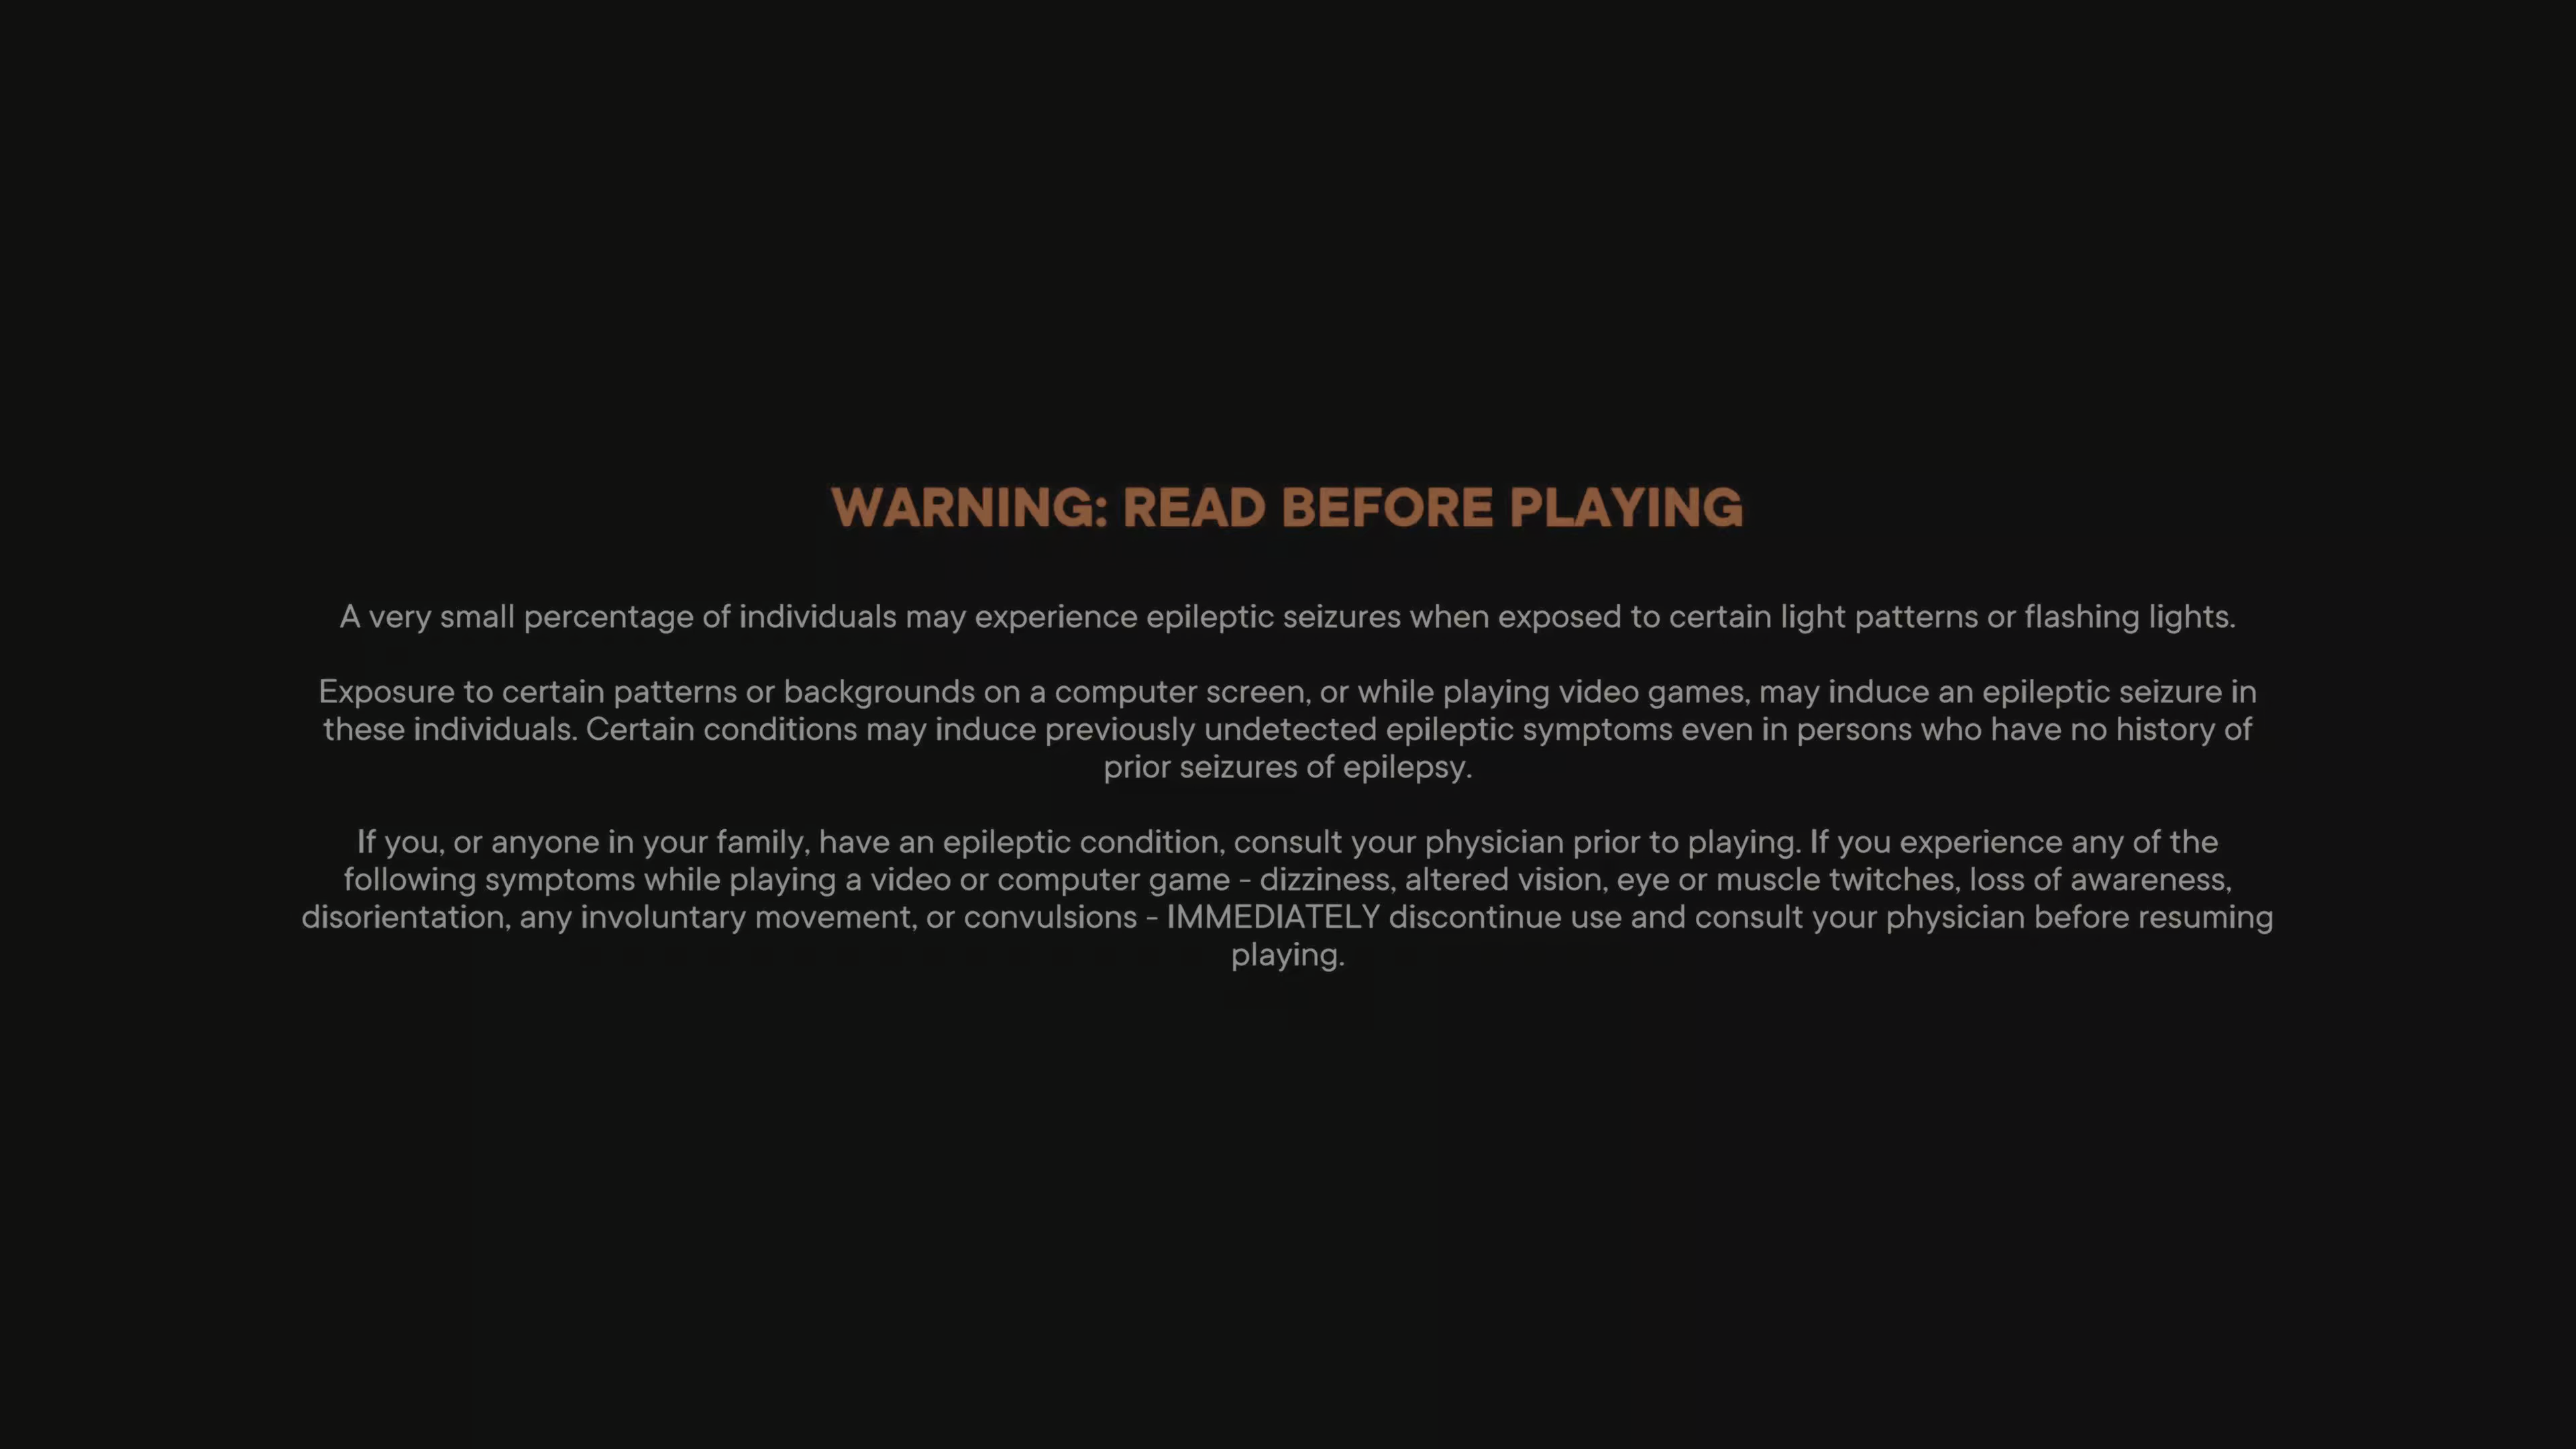 WARNING: READ BEFORE PLAYING
A very small percentage of individuals may experience epileptic seizures when exposed to certain light patterns or flashing lights.
Exposure to certain patterns or backgrounds on a computer screen, or while playing video games, may induce an epileptic seizure in
these individuals. Certain conditions may induce previously undetected epileptic symptoms even in persons who have no history of
prior seizures of epilepsy.
If you, or anyone in your family, have an epileptic condition, consult your physician prior to playing. If you experience any of the
following symptoms while playing a video or computer game - dizziness, altered vision, eye or muscle twitches, loss of awareness,
disorientation, any involuntary movement, or convulsions - IMMEDIATELY discontinue use and consult your physician before resuming
playing.